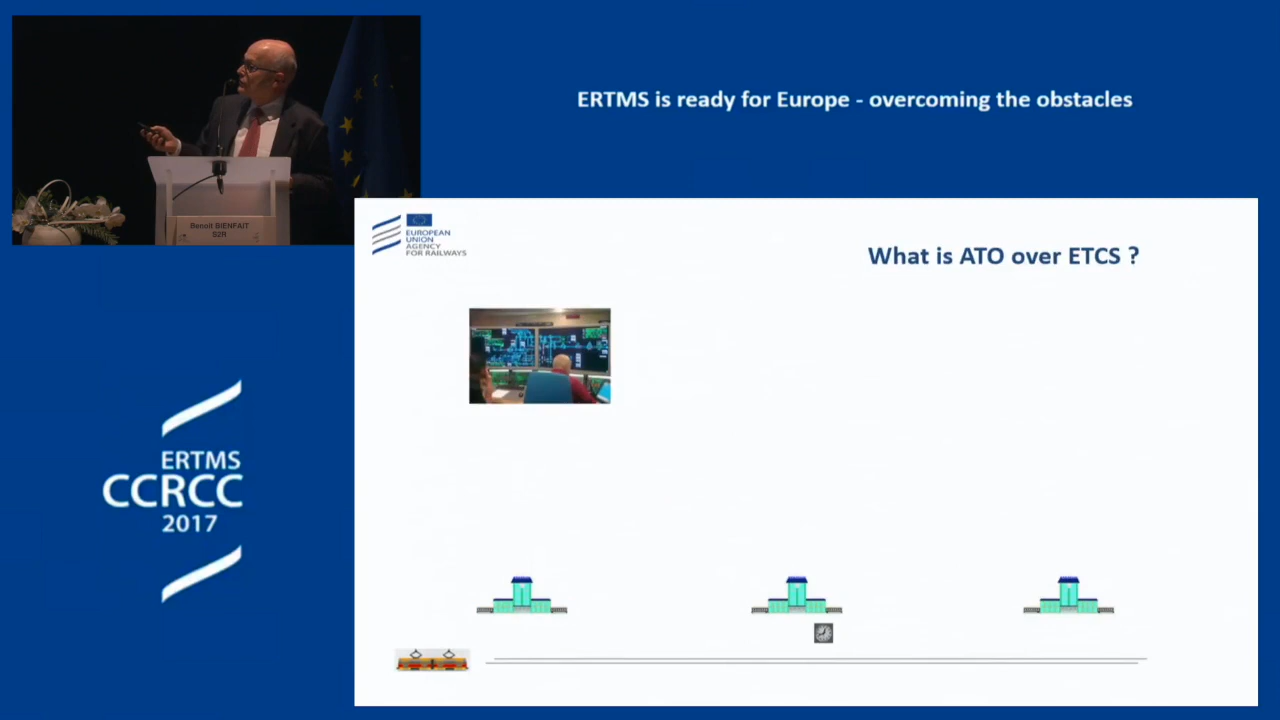 ERTMS is ready for Europe - overcoming the obstacles
Benoit BIENFAIT
S2R
EUROPEAN
UNION
AGENCY
FOR RAILWAYS
What is ATO over ETCS ?
ERTMS
CCRCC
2017